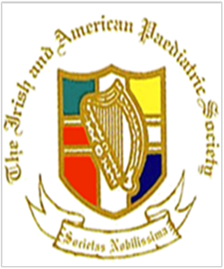 The Irish and American Paediatric Society
Societas Nobilissima